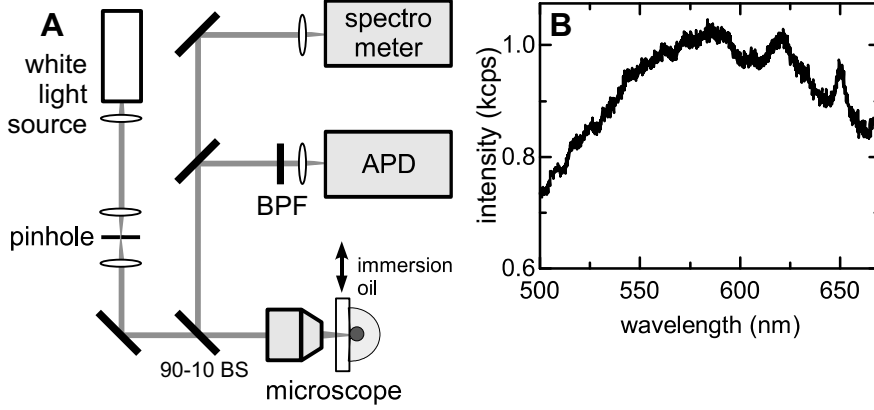 A
white
light
source
pinhole
spectro
meter
APD
BPF
immersion
oil
90-10 BS
microscope
B
intensity (kcps)
1.0
0.8
0.6
500
550
600
650
wavelength (nm)